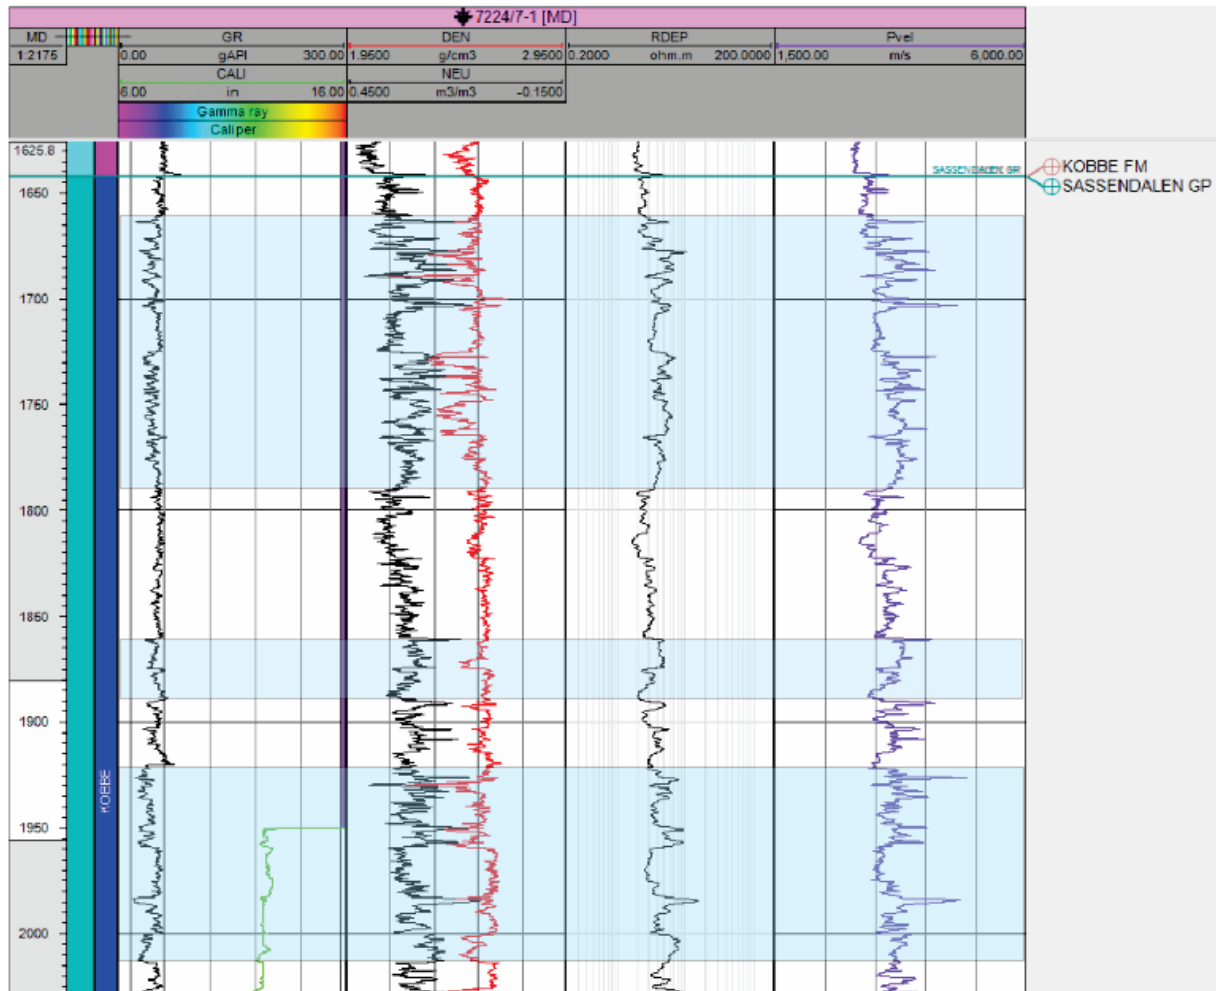 7224/7-1 [MD]
MD GR DEN RDEP Pvel
1:2175 0.00 gAPI 300.00 1.9500 g/cm3 2.9500 0.2000 ohm.m 200.0000 1,500.00 m/s 6,000.00
CALI NEU
6.00 in 16.00 0.4500 m3/m3 -0.1500
Gamma ray
Caliper
1625.8
SASSENDALEN GP
KOBBE FM
SASSENDALEN GP
1650
1700
1750
1800
1850
1900
KOBBE
1950
2000